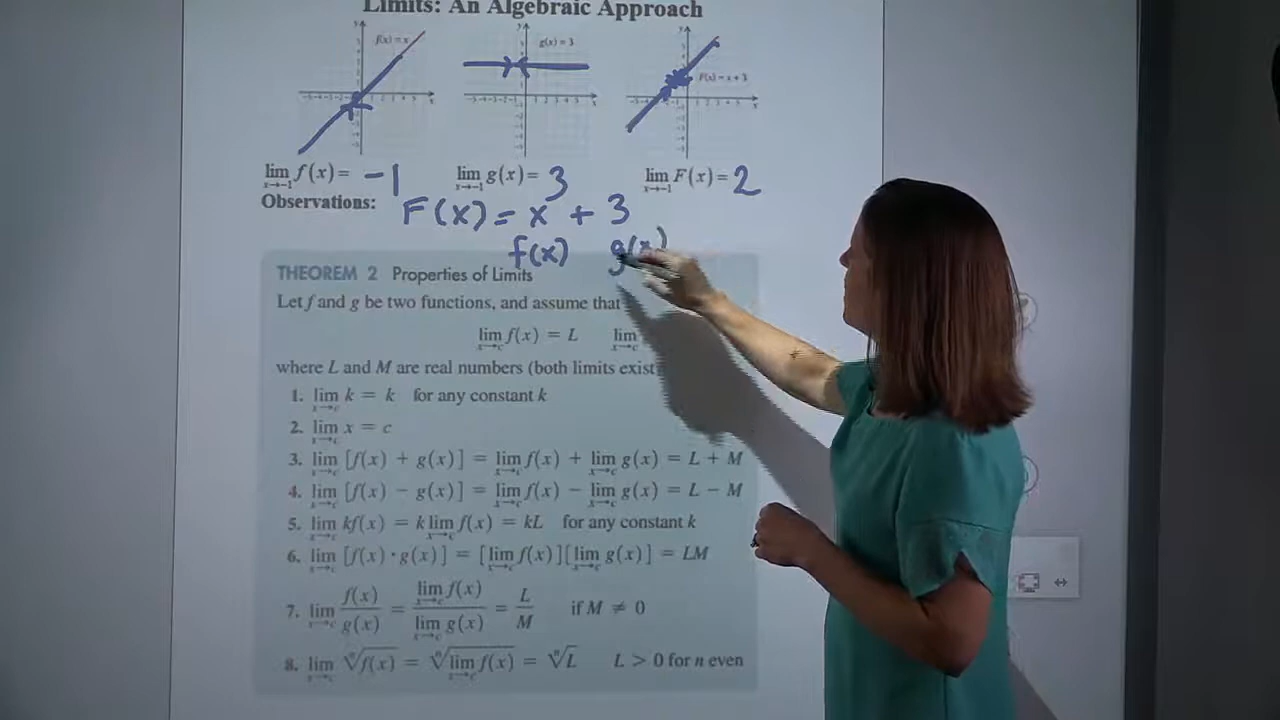 Limits: An Algebraic Approach
f(x) = x
g(x) = 3
F(x) = x + 3
lim x→-1 f(x) = -1
lim x→-1 g(x) = 3
lim x→-1 F(x) = 2
Observations: F(x) = x + 3
f(x) g(x)
THEOREM 2 Properties of Limits
Let f and g be two functions, and assume that
lim x→c f(x) = L lim
where L and M are real numbers (both limits exist
1. lim x→c k = k for any constant k
2. lim x→c x = c
3. lim x→c [f(x) + g(x)] = lim x→c f(x) + lim x→c g(x) = L + M
4. lim x→c [f(x) − g(x)] = lim x→c f(x) − lim x→c g(x) = L − M
5. lim x→c kf(x) = k lim x→c f(x) = kL for any constant k
6. lim x→c [f(x) · g(x)] = [lim x→c f(x)][lim x→c g(x)] = LM
7. lim x→c f(x)/g(x) = lim x→c f(x) / lim x→c g(x) = L/M if M ≠ 0
8. lim x→c ⁿ√f(x) = ⁿ√lim x→c f(x) = ⁿ√L L > 0 for n even